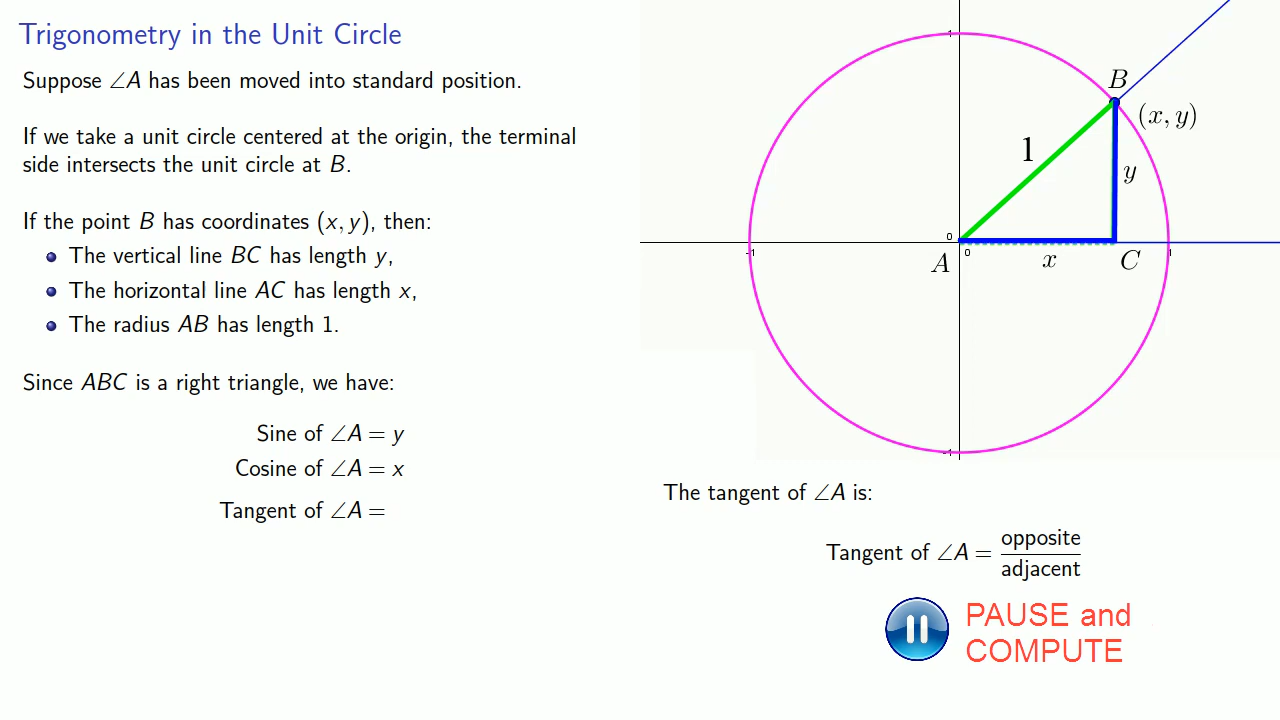 Trigonometry in the Unit Circle
Suppose ∠A has been moved into standard position.
If we take a unit circle centered at the origin, the terminal
side intersects the unit circle at B.
If the point B has coordinates (x, y), then:
The vertical line BC has length y,
The horizontal line AC has length x,
The radius AB has length 1.
Since ABC is a right triangle, we have:
Sine of ∠A = y
Cosine of ∠A = x
Tangent of ∠A =
1
B
(x, y)
1
y
0
-1
A
0
x
C
1
-1
The tangent of ∠A is:
Tangent of ∠A = opposite
adjacent
PAUSE and
COMPUTE